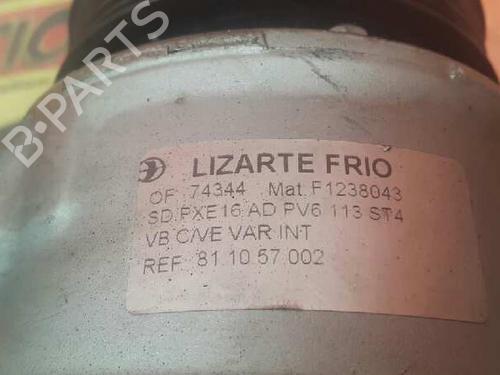 B-PARTS
LIZARTE FRIO
OF 74344 Mat. F1238043
SD.PXE16 AD PV6 113 ST4
VB C/VE VAR INT
REF 81 10 57 002